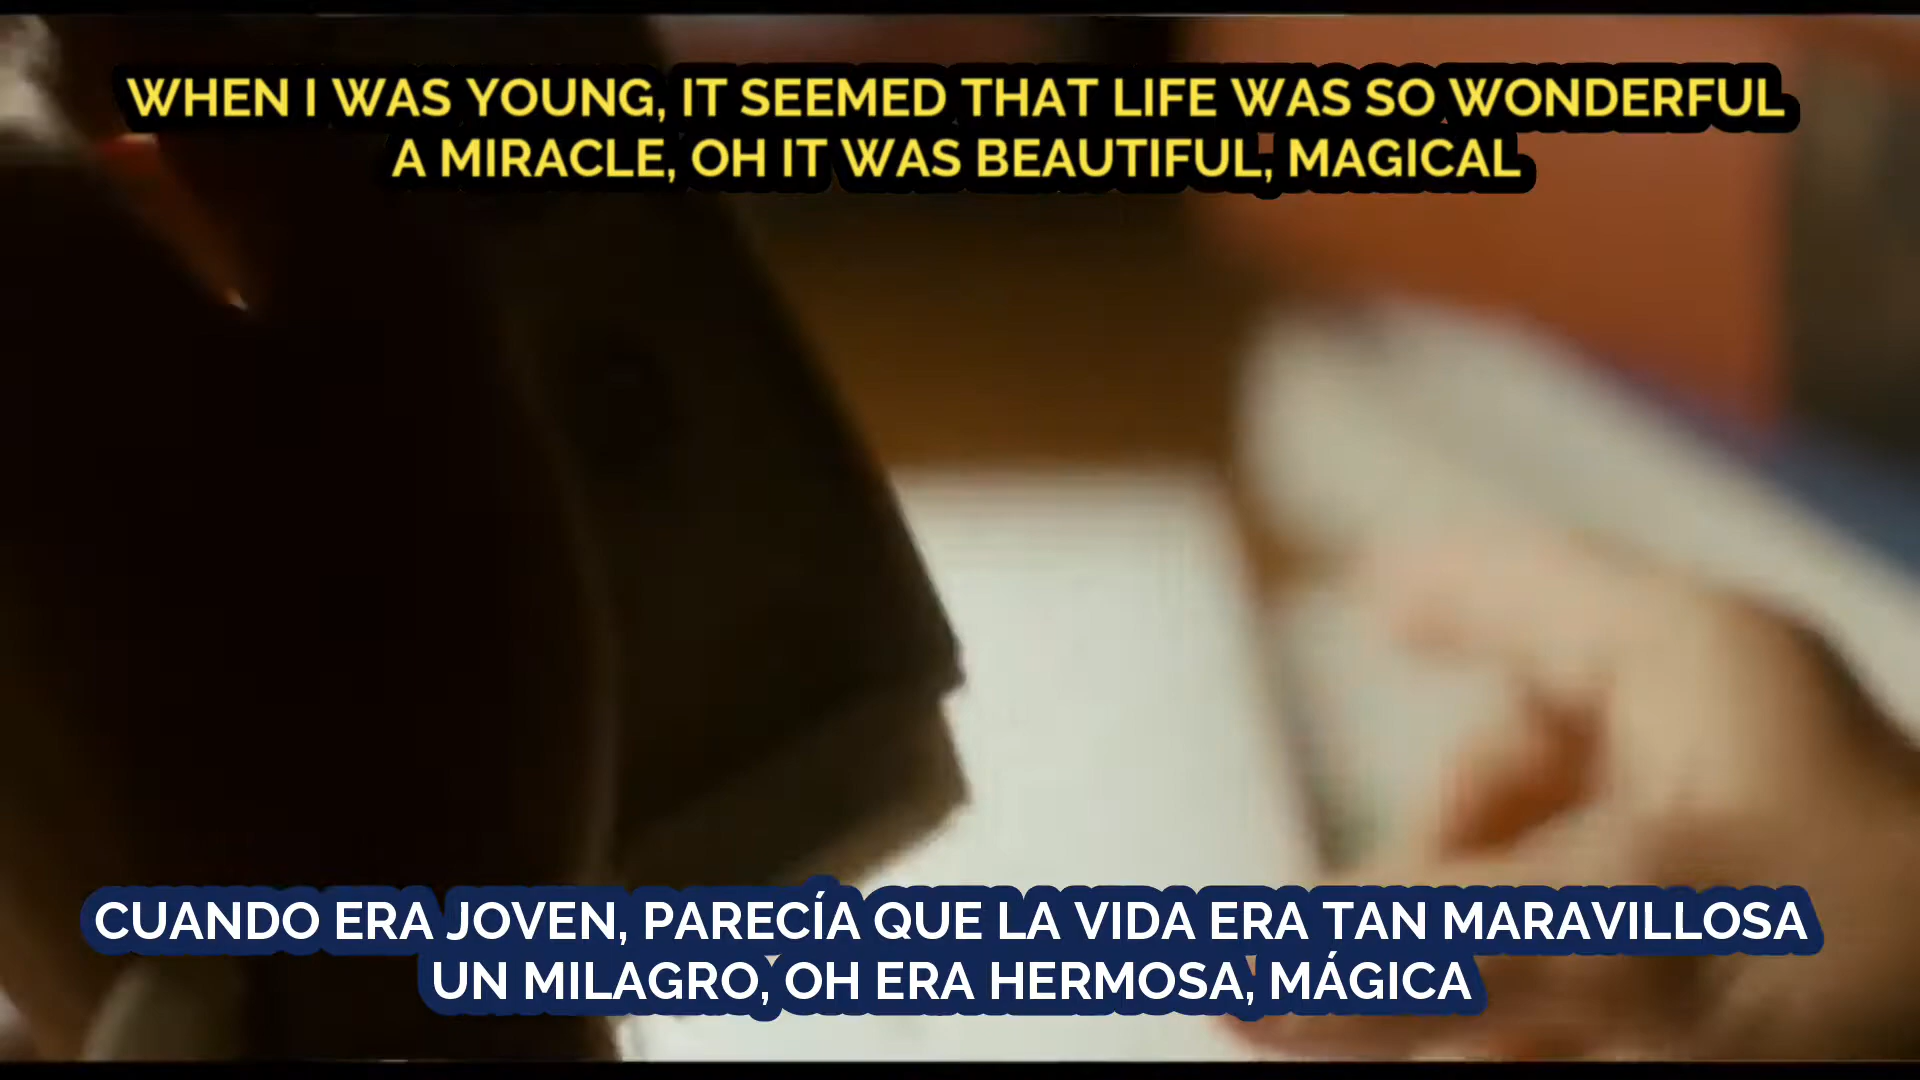 WHEN I WAS YOUNG, IT SEEMED THAT LIFE WAS SO WONDERFUL
A MIRACLE, OH IT WAS BEAUTIFUL, MAGICAL
CUANDO ERA JOVEN, PARECÍA QUE LA VIDA ERA TAN MARAVILLOSA
UN MILAGRO, OH ERA HERMOSA, MÁGICA